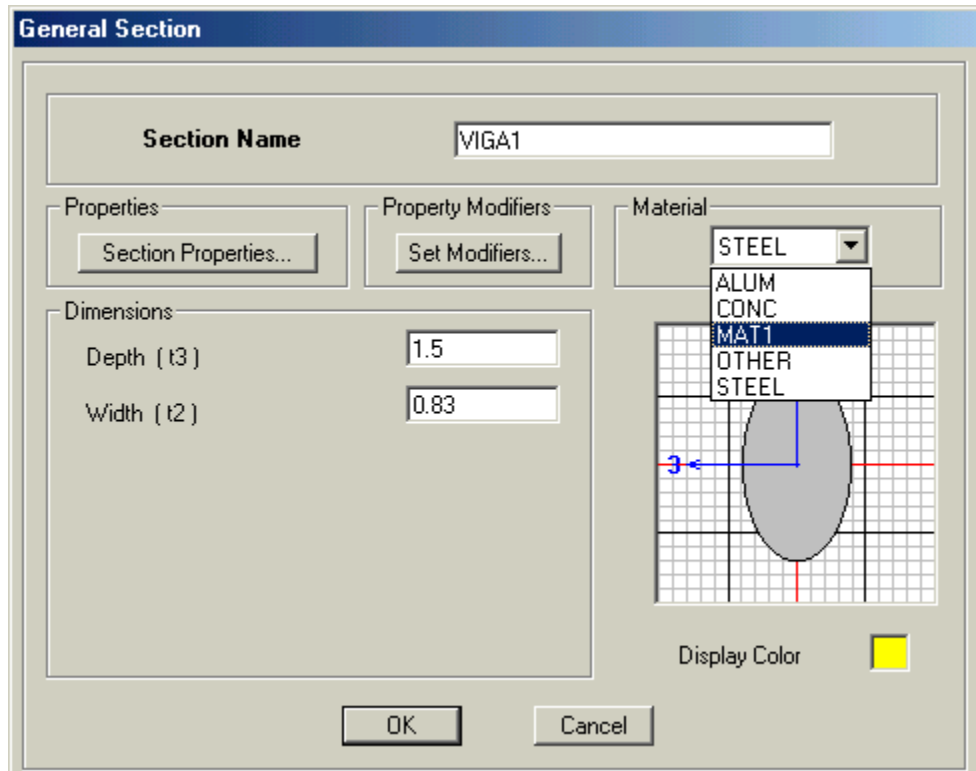 General Section
Section Name VIGA1
Properties Property Modifiers Material
Section Properties... Set Modifiers... STEEL
ALUM
CONC
MAT1
OTHER
STEEL
Dimensions
Depth ( t3 ) 1.5
Width ( t2 ) 0.83
3
Display Color
OK Cancel